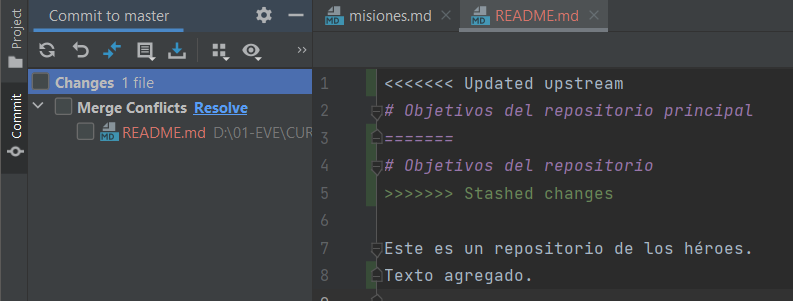 Project
Commit
Commit to master
Changes 1 file
Merge Conflicts Resolve
MD README.md D:\01-EVE\CUR
MD misiones.md
MD README.md
1 <<<<<<< Updated upstream
2 # Objetivos del repositorio principal
3 =======
4 # Objetivos del repositorio
5 >>>>>>> Stashed changes
6
7 Este es un repositorio de los héroes.
8 Texto agregado.
9